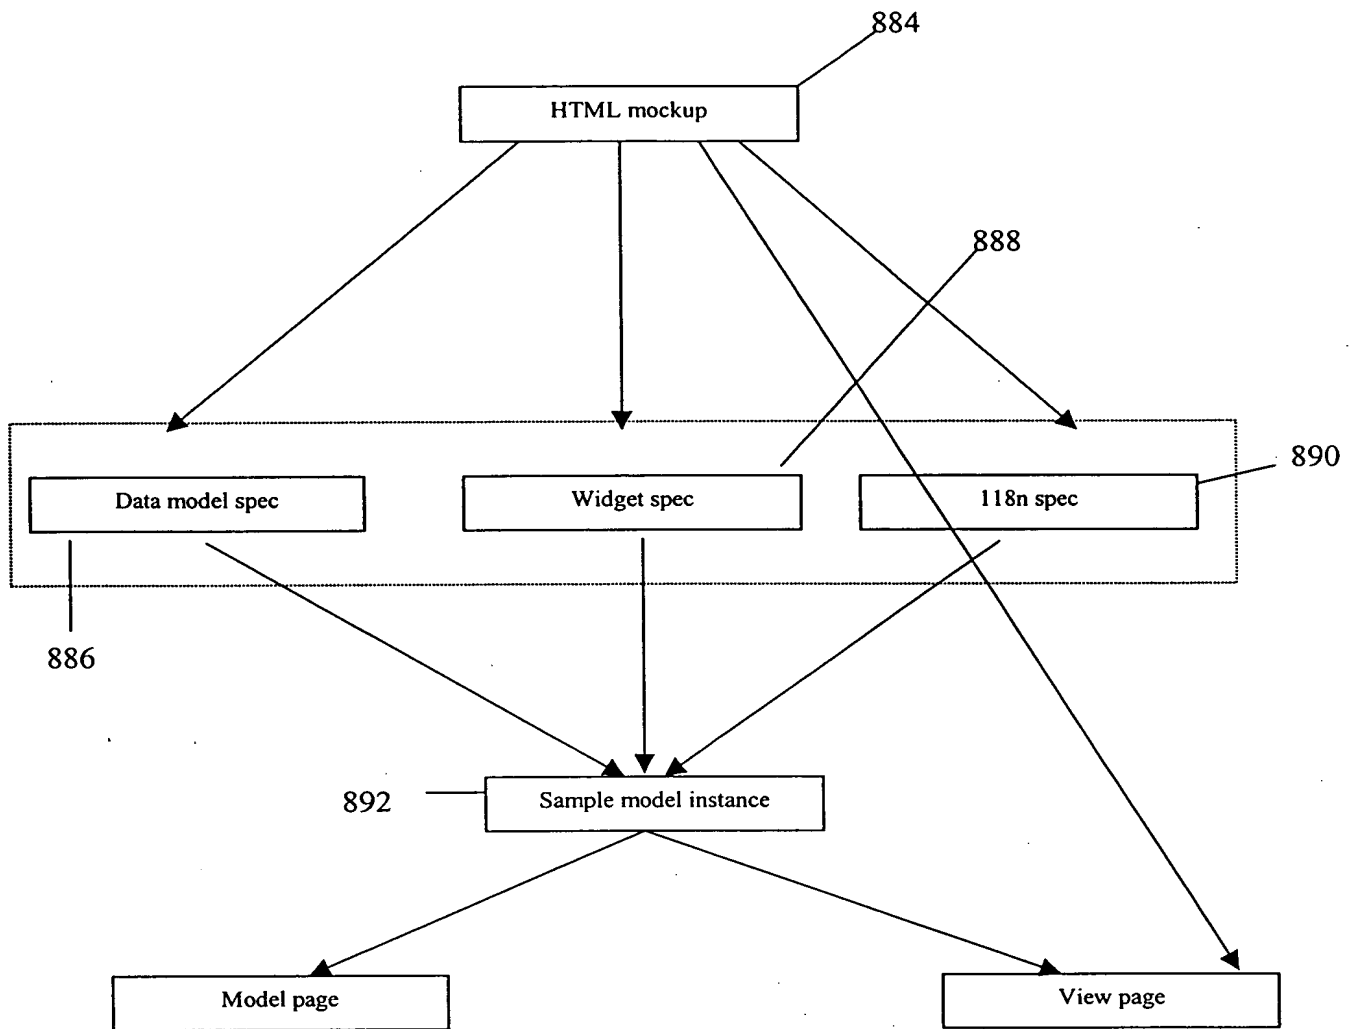 884
HTML mockup
888
890
Data model spec
Widget spec
118n spec
886
892
Sample model instance
Model page
View page